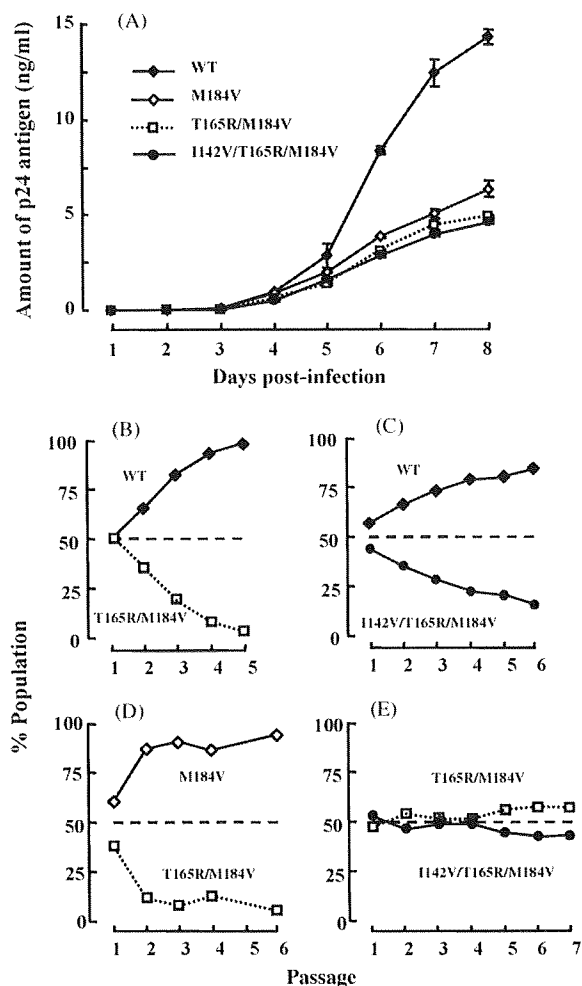 (A)
Amount of p24 antigen (ng/ml)
15
10
5
0
WT
M184V
T165R/M184V
I142V/T165R/M184V
1 2 3 4 5 6 7 8
Days post-infection
% Population
(B)
100
75
50
25
0
WT
T165R/M184V
1 2 3 4 5
(C)
100
75
50
25
0
WT
I142V/T165R/M184V
1 2 3 4 5 6
(D)
100
75
50
25
0
M184V
T165R/M184V
1 2 3 4 5 6
(E)
100
75
50
25
0
T165R/M184V
I142V/T165R/M184V
1 2 3 4 5 6 7
Passage